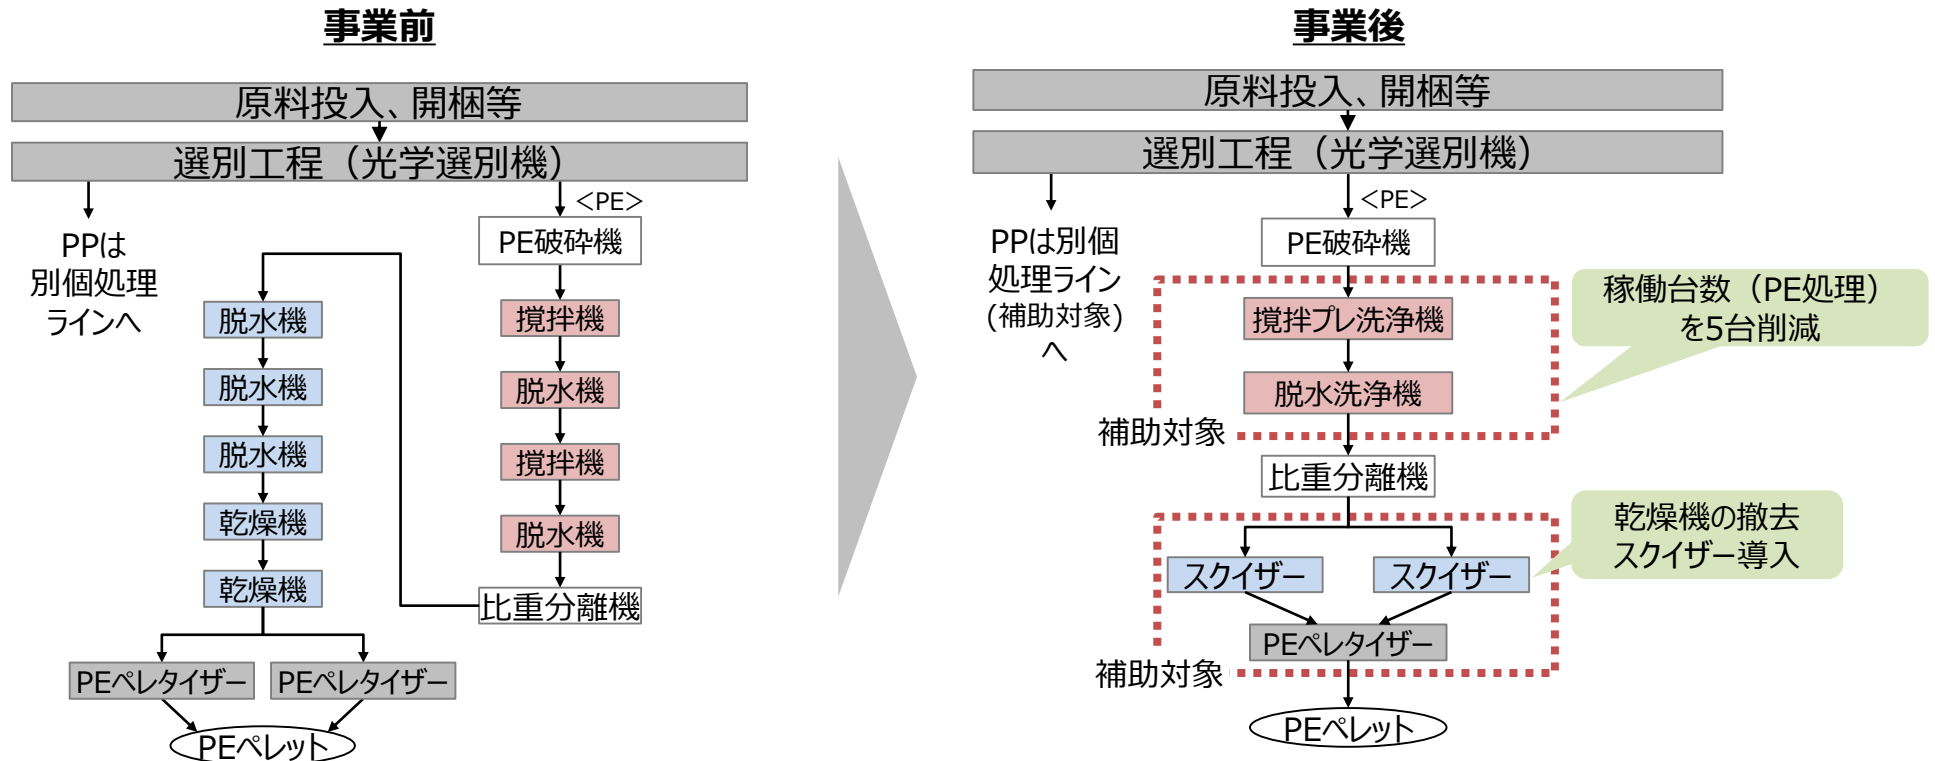 事業前
原料投入、開梱等
選別工程（光学選別機）
＜PE＞
PPは
別個処理
ラインへ
PE破砕機
撹拌機
脱水機
撹拌機
脱水機
比重分離機
脱水機
脱水機
脱水機
乾燥機
乾燥機
PEペレタイザー
PEペレタイザー
PEペレット
事業後
原料投入、開梱等
選別工程（光学選別機）
＜PE＞
PPは別個
処理ライン
(補助対象)
へ
PE破砕機
撹拌プレ洗浄機
脱水洗浄機
補助対象
稼働台数（PE処理）
を5台削減
比重分離機
スクイザー
スクイザー
PEペレタイザー
補助対象
乾燥機の撤去
スクイザー導入
PEペレット